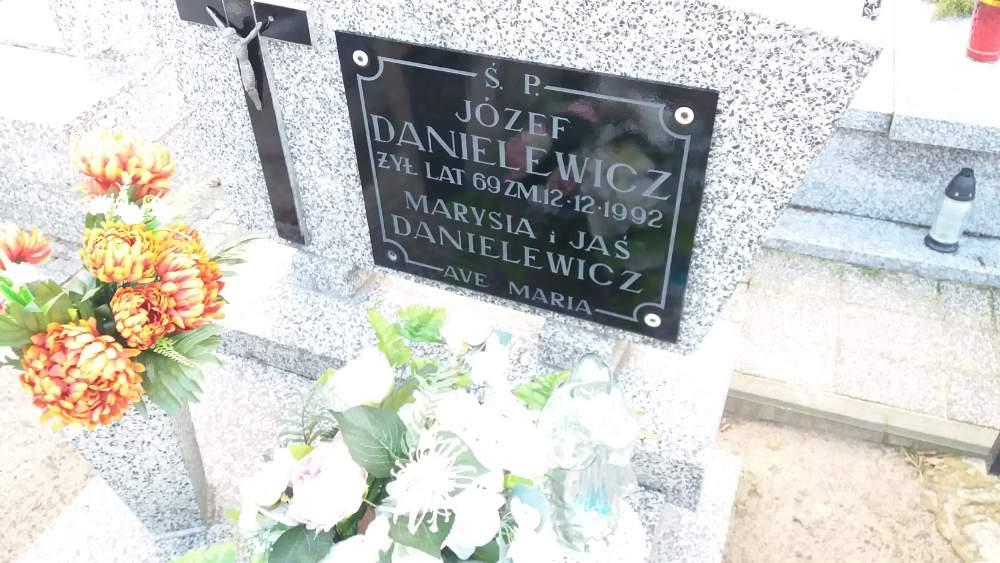 Ś. P.
JÓZEF
DANIELEWICZ
ŻYŁ LAT 69 ZM. 12·12·1992
MARYSIA i JAŚ
DANIELEWICZ
AVE MARIA